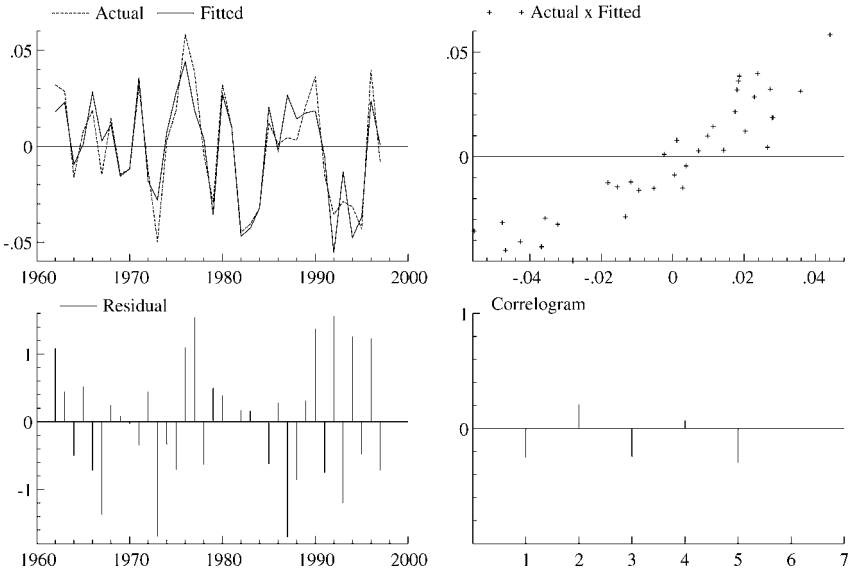 Actual Fitted
.05
0
-.05
1960 1970 1980 1990 2000
Actual x Fitted
.05
0
-.04 -.02 0 .02 .04
Residual
1
0
-1
1960 1970 1980 1990 2000
Correlogram
1
0
1 2 3 4 5 6 7